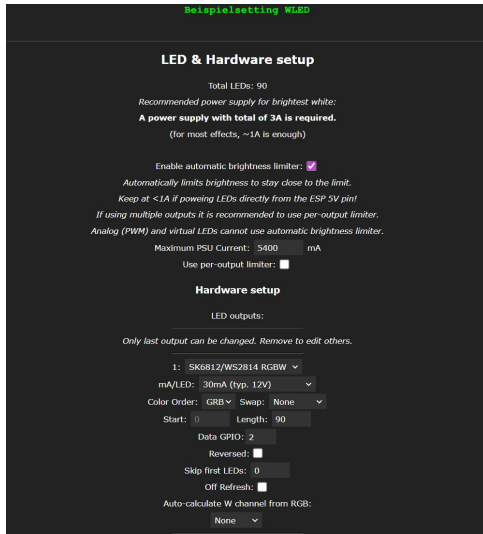 Beispielsetting WLED
LED & Hardware setup
Total LEDs: 90
Recommended power supply for brightest white:
A power supply with total of 3A is required.
(for most effects, ~1A is enough)
Enable automatic brightness limiter:
Automatically limits brightness to stay close to the limit.
Keep at <1A if poweing LEDs directly from the ESP 5V pin!
If using multiple outputs it is recommended to use per-output limiter.
Analog (PWM) and virtual LEDs cannot use automatic brightness limiter.
Maximum PSU Current: 5400 mA
Use per-output limiter:
Hardware setup
LED outputs:
Only last output can be changed. Remove to edit others.
1: SK6812/WS2814 RGBW
mA/LED: 30mA (typ. 12V)
Color Order: GRB Swap: None
Start: 0 Length: 90
Data GPIO: 2
Reversed:
Skip first LEDs: 0
Off Refresh:
Auto-calculate W channel from RGB:
None